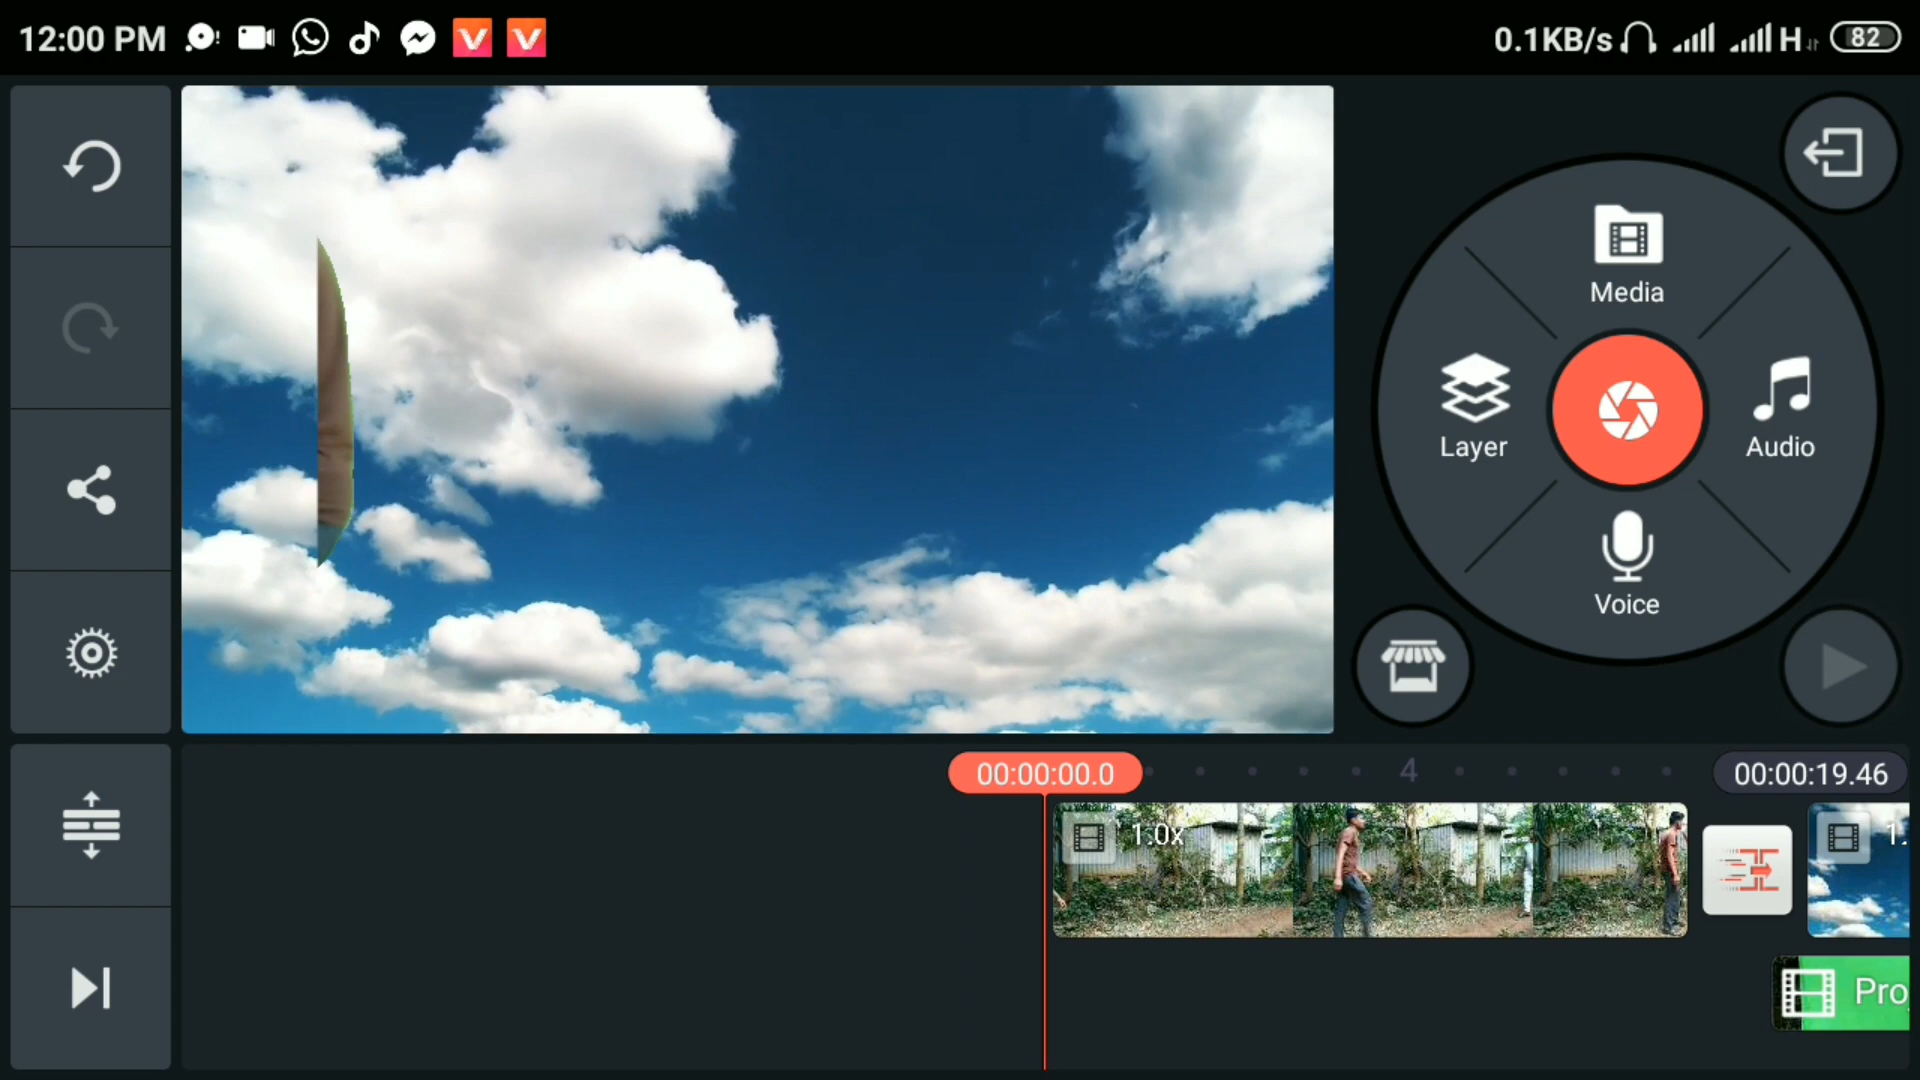 12:00 PM
0.1KB/s
H
82
Media
Layer
Audio
Voice
00:00:00.0
4
00:00:19.46
1.0x
1.
Pro